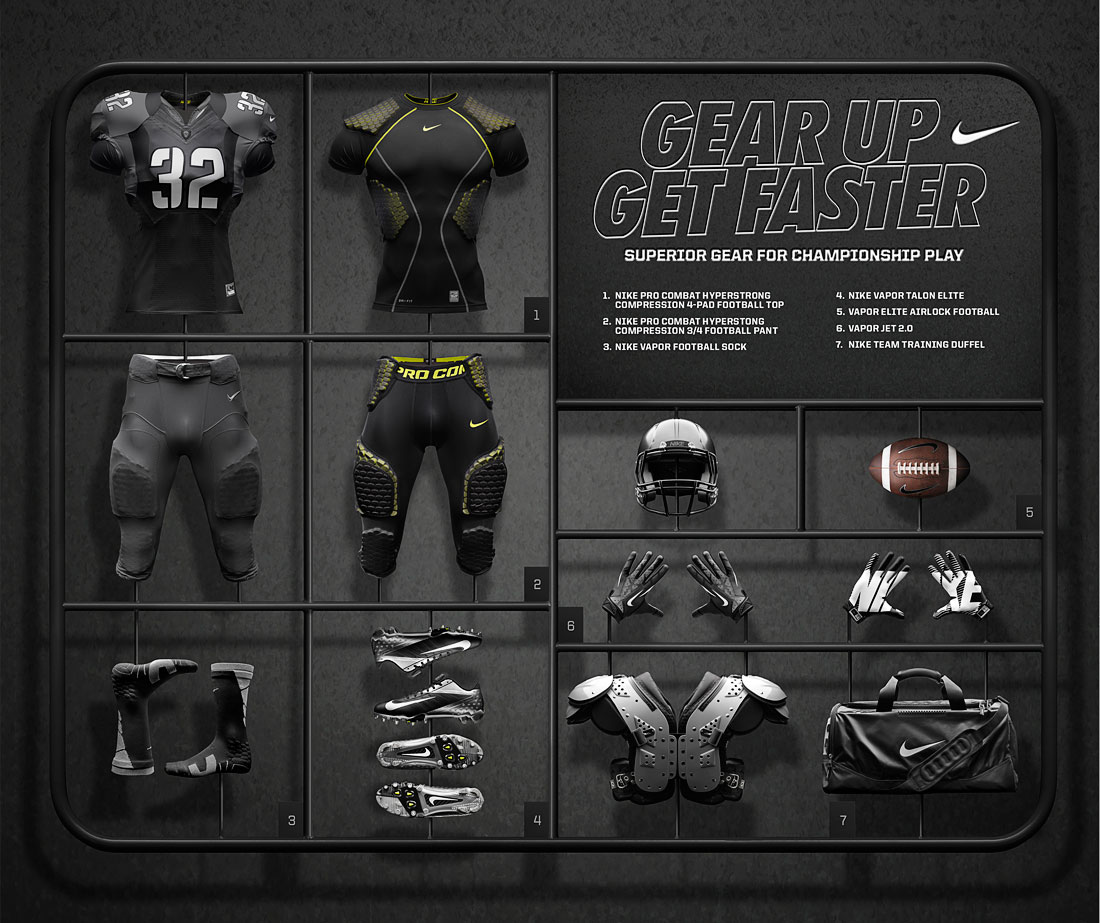 GEAR UP
GET FASTER
SUPERIOR GEAR FOR CHAMPIONSHIP PLAY
1. NIKE PRO COMBAT HYPERSTRONG
COMPRESSION 4-PAD FOOTBALL TOP
2. NIKE PRO COMBAT HYPERSTONG
COMPRESSION 3/4 FOOTBALL PANT
3. NIKE VAPOR FOOTBALL SOCK
4. NIKE VAPOR TALON ELITE
5. VAPOR ELITE AIRLOCK FOOTBALL
6. VAPOR JET 2.0
7. NIKE TEAM TRAINING DUFFEL
32
32
1
PRO COM
2
NIKE
5
6
3
4
7